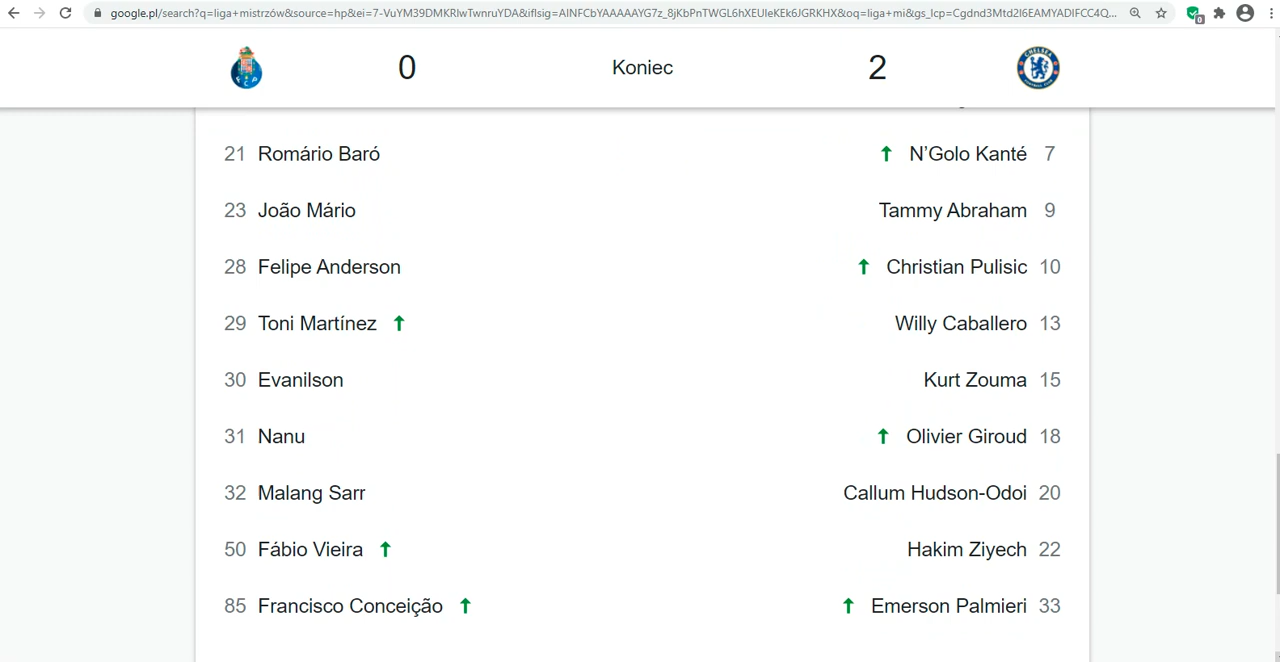 google.pl/search?q=liga+mistrzów&source=hp&ei=7-VuYM39DMKRlwTwnruYDA&iflsig=AINFCbYAAAAAYG7z_8jKbPnTWGL6hXEUleKEk6JGRKHX&oq=liga+mi&gs_lcp=Cgdnd3Mtd2l6EAMYADIFCC4Q...
0 Koniec 2
21 Romário Baró ↑ N'Golo Kanté 7
23 João Mário Tammy Abraham 9
28 Felipe Anderson ↑ Christian Pulisic 10
29 Toni Martínez ↑ Willy Caballero 13
30 Evanilson Kurt Zouma 15
31 Nanu ↑ Olivier Giroud 18
32 Malang Sarr Callum Hudson-Odoi 20
50 Fábio Vieira ↑ Hakim Ziyech 22
85 Francisco Conceição ↑ ↑ Emerson Palmieri 33